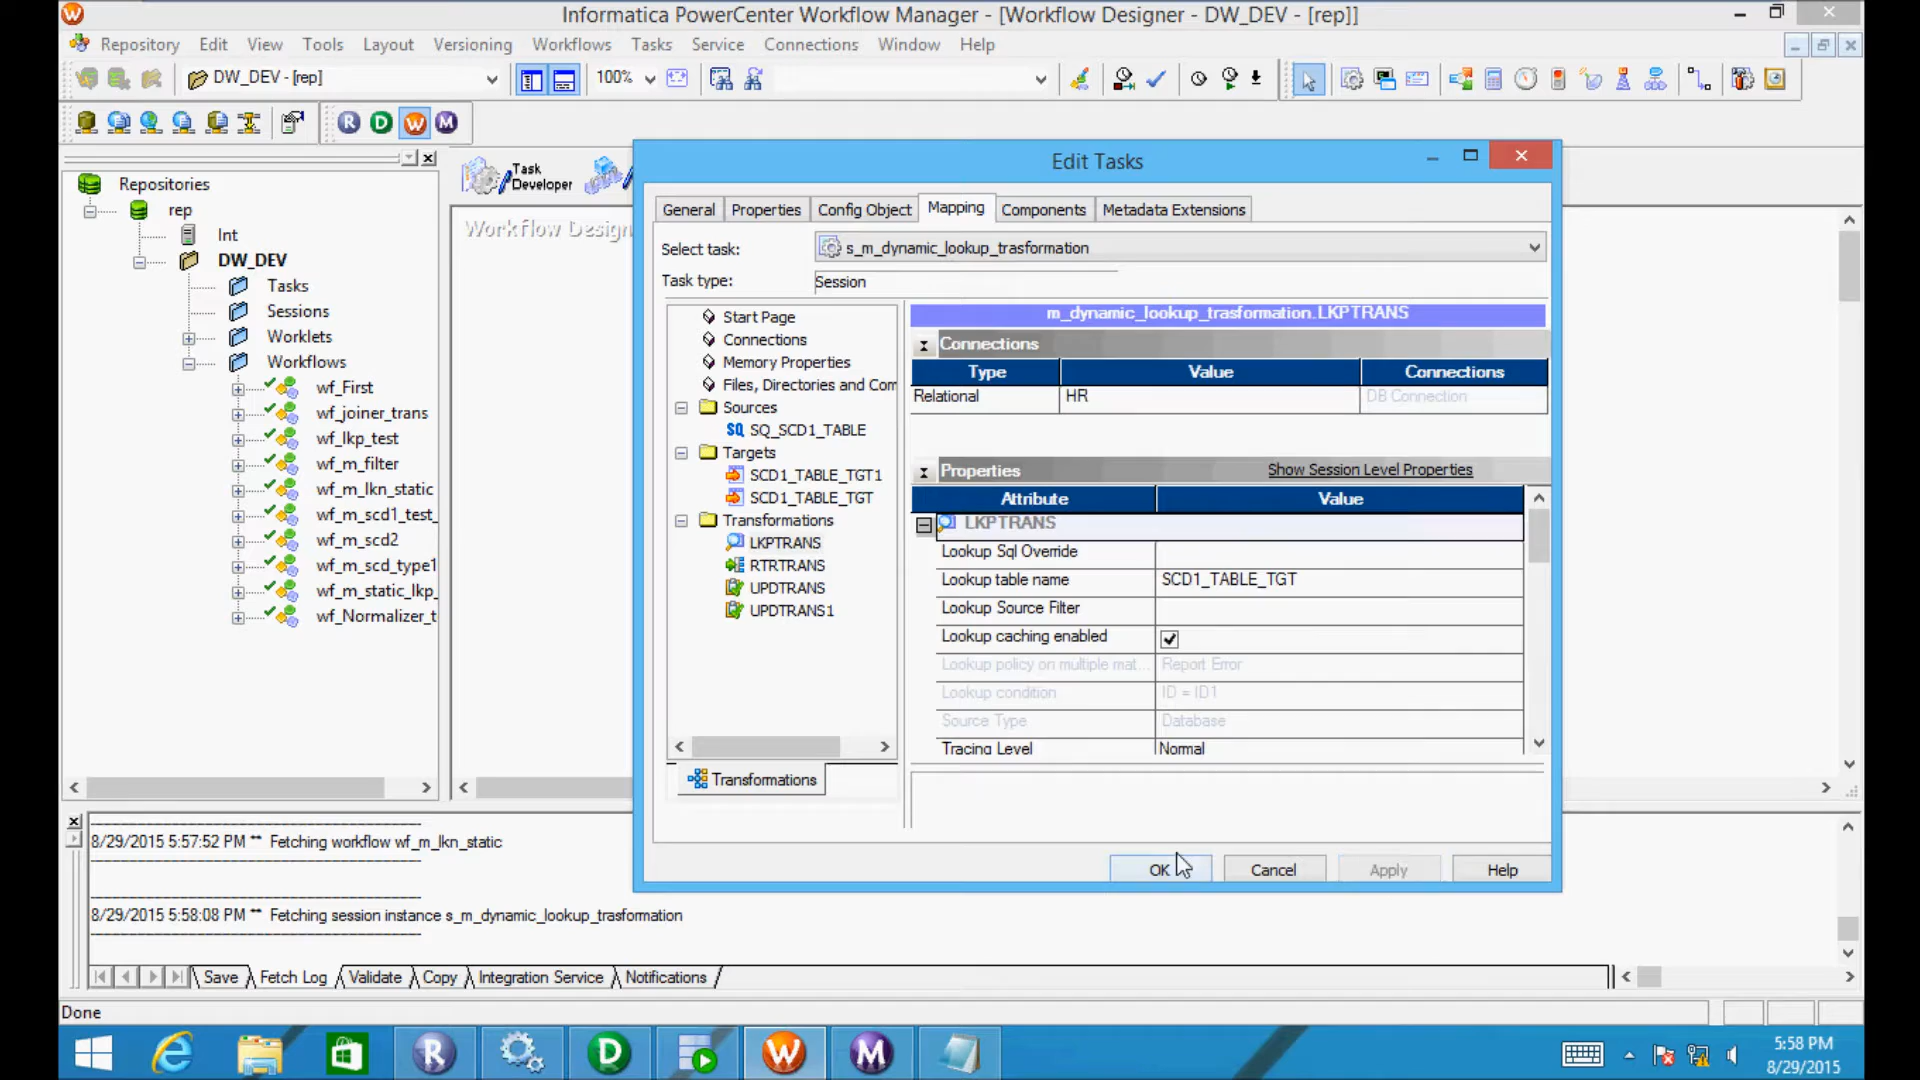 Informatica PowerCenter Workflow Manager - [Workflow Designer - DW_DEV - [rep]]
Repository Edit View Tools Layout Versioning Workflows Tasks Service Connections Window Help
DW_DEV - [rep] 100%
R D W M
Repositories
rep
Int
DW_DEV
Tasks
Sessions
Worklets
Workflows
wf_First
wf_joiner_trans
wf_lkp_test
wf_m_filter
wf_m_lkn_static
wf_m_scd1_test_
wf_m_scd2
wf_m_scd_type1
wf_m_static_lkp_
wf_Normalizer_t
Task
Developer
Workflow Design
Edit Tasks
General Properties Config Object Mapping Components Metadata Extensions
Select task: s_m_dynamic_lookup_trasformation
Task type: Session
Start Page
Connections
Memory Properties
Files, Directories and Com
Sources
SQ SQ_SCD1_TABLE
Targets
SCD1_TABLE_TGT1
SCD1_TABLE_TGT
Transformations
LKPTRANS
RTRTRANS
UPDTRANS
UPDTRANS1
Transformations
m_dynamic_lookup_trasformation.LKPTRANS
Connections
Type Value Connections
Relational HR DB Connection
Properties Show Session Level Properties
Attribute Value
LKPTRANS
Lookup Sql Override
Lookup table name SCD1_TABLE_TGT
Lookup Source Filter
Lookup caching enabled
Lookup policy on multiple mat... Report Error
Lookup condition ID = ID1
Source Type Database
Tracing Level Normal
OK Cancel Apply Help
8/29/2015 5:57:52 PM ** Fetching workflow wf_m_lkn_static
8/29/2015 5:58:08 PM ** Fetching session instance s_m_dynamic_lookup_trasformation
Save Fetch Log Validate Copy Integration Service Notifications
Done
R D W M
5:58 PM
8/29/2015